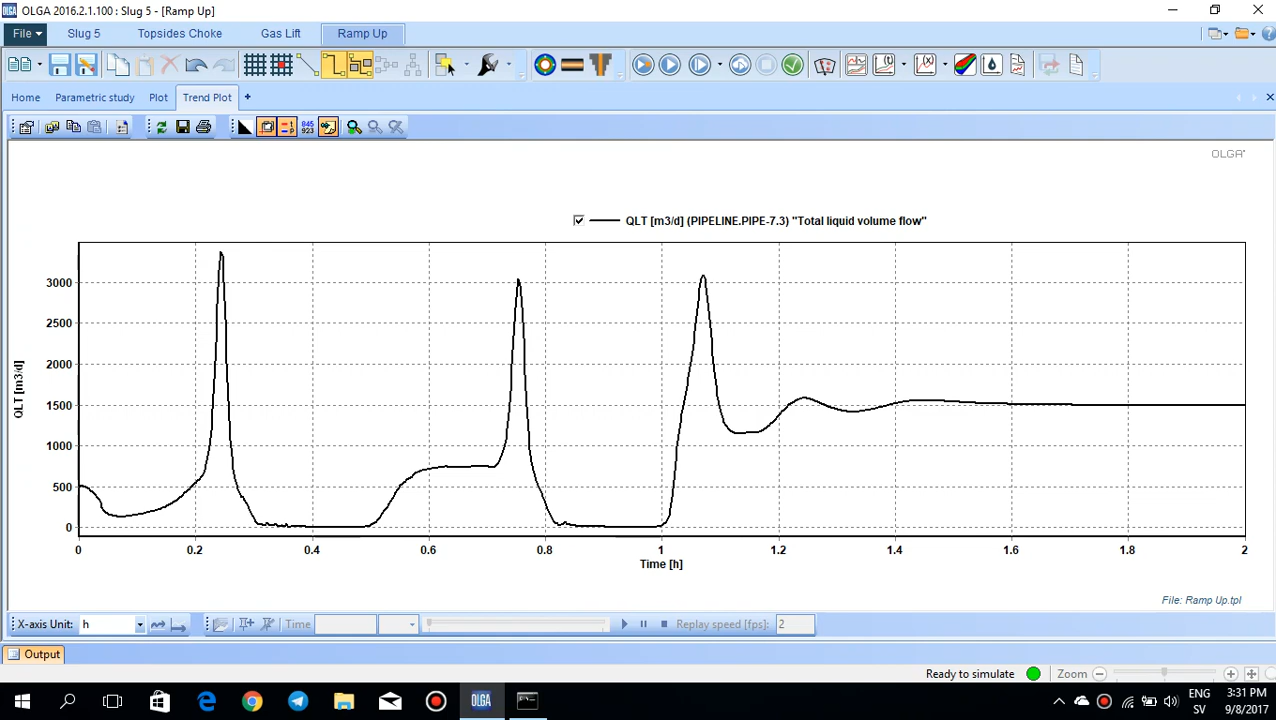 OLGA 2016.2.1.100 : Slug 5 - [Ramp Up]
File Slug 5 Topsides Choke Gas Lift Ramp Up
Home Parametric study Plot Trend Plot +
845
923
OLGA
QLT [m3/d] (PIPELINE.PIPE-7.3) "Total liquid volume flow"
3000
2500
2000
1500
1000
500
0
QLT [m3/d]
0 0.2 0.4 0.6 0.8 1 1.2 1.4 1.6 1.8 2
Time [h]
File: Ramp Up.tpl
X-axis Unit: h Time Replay speed [fps]: 2
Output
Ready to simulate Zoom
ENG 3:31 PM
SV 9/8/2017